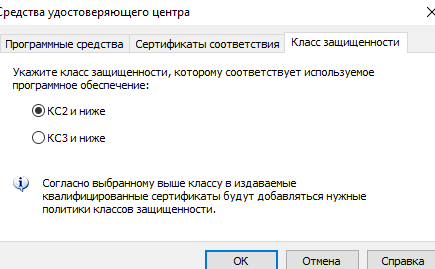 Средства удостоверяющего центра
Программные средства Сертификаты соответствия Класс защищенности
Укажите класс защищенности, которому соответствует используемое
программное обеспечение:
КС2 и ниже
КС3 и ниже
Согласно выбранному выше классу в издаваемые
квалифицированные сертификаты будут добавляться нужные
политики классов защищенности.
ОК Отмена Справка